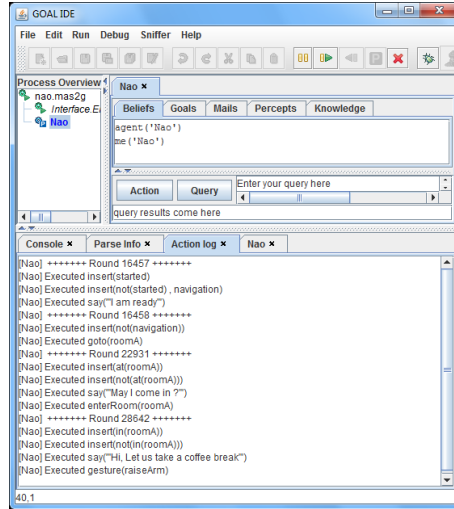 GOAL IDE
File Edit Run Debug Sniffer Help
Process Overview
nao.mas2g
Interface.E
Nao
Nao
Beliefs Goals Mails Percepts Knowledge
agent('Nao')
me('Nao')
Action Query Enter your query here
query results come here
Console Parse Info Action log Nao
[Nao] +++++++ Round 16457 +++++++
[Nao] Executed insert(started)
[Nao] Executed insert(not(started) , navigation)
[Nao] Executed say("'I am ready'")
[Nao] +++++++ Round 16458 +++++++
[Nao] Executed insert(not(navigation))
[Nao] Executed goto(roomA)
[Nao] +++++++ Round 22931 +++++++
[Nao] Executed insert(at(roomA))
[Nao] Executed insert(not(at(roomA)))
[Nao] Executed say("'May I come in ?'")
[Nao] Executed enterRoom(roomA)
[Nao] +++++++ Round 28642 +++++++
[Nao] Executed insert(in(roomA))
[Nao] Executed insert(not(in(roomA)))
[Nao] Executed say("'Hi, Let us take a coffee break'")
[Nao] Executed gesture(raiseArm)
40,1